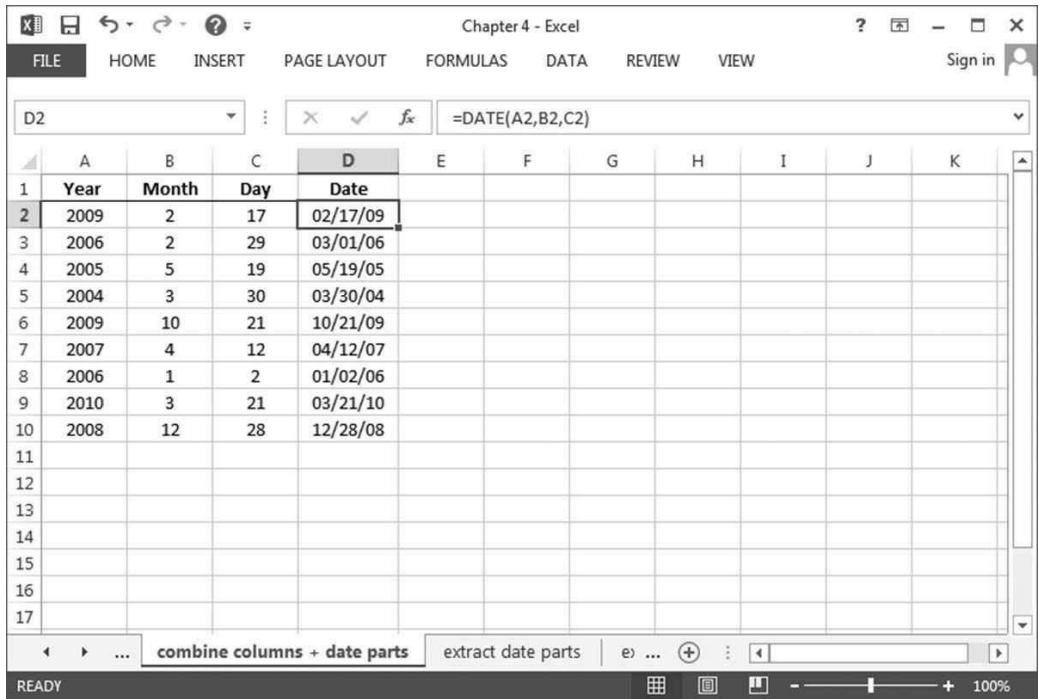 Chapter 4 - Excel
?
FILE HOME INSERT PAGE LAYOUT FORMULAS DATA REVIEW VIEW Sign in
D2 fx =DATE(A2,B2,C2)
A B C D E F G H I J K
1 Year Month Day Date
2 2009 2 17 02/17/09
3 2006 2 29 03/01/06
4 2005 5 19 05/19/05
5 2004 3 30 03/30/04
6 2009 10 21 10/21/09
7 2007 4 12 04/12/07
8 2006 1 2 01/02/06
9 2010 3 21 03/21/10
10 2008 12 28 12/28/08
11
12
13
14
15
16
17
... combine columns + date parts extract date parts ...
READY 100%